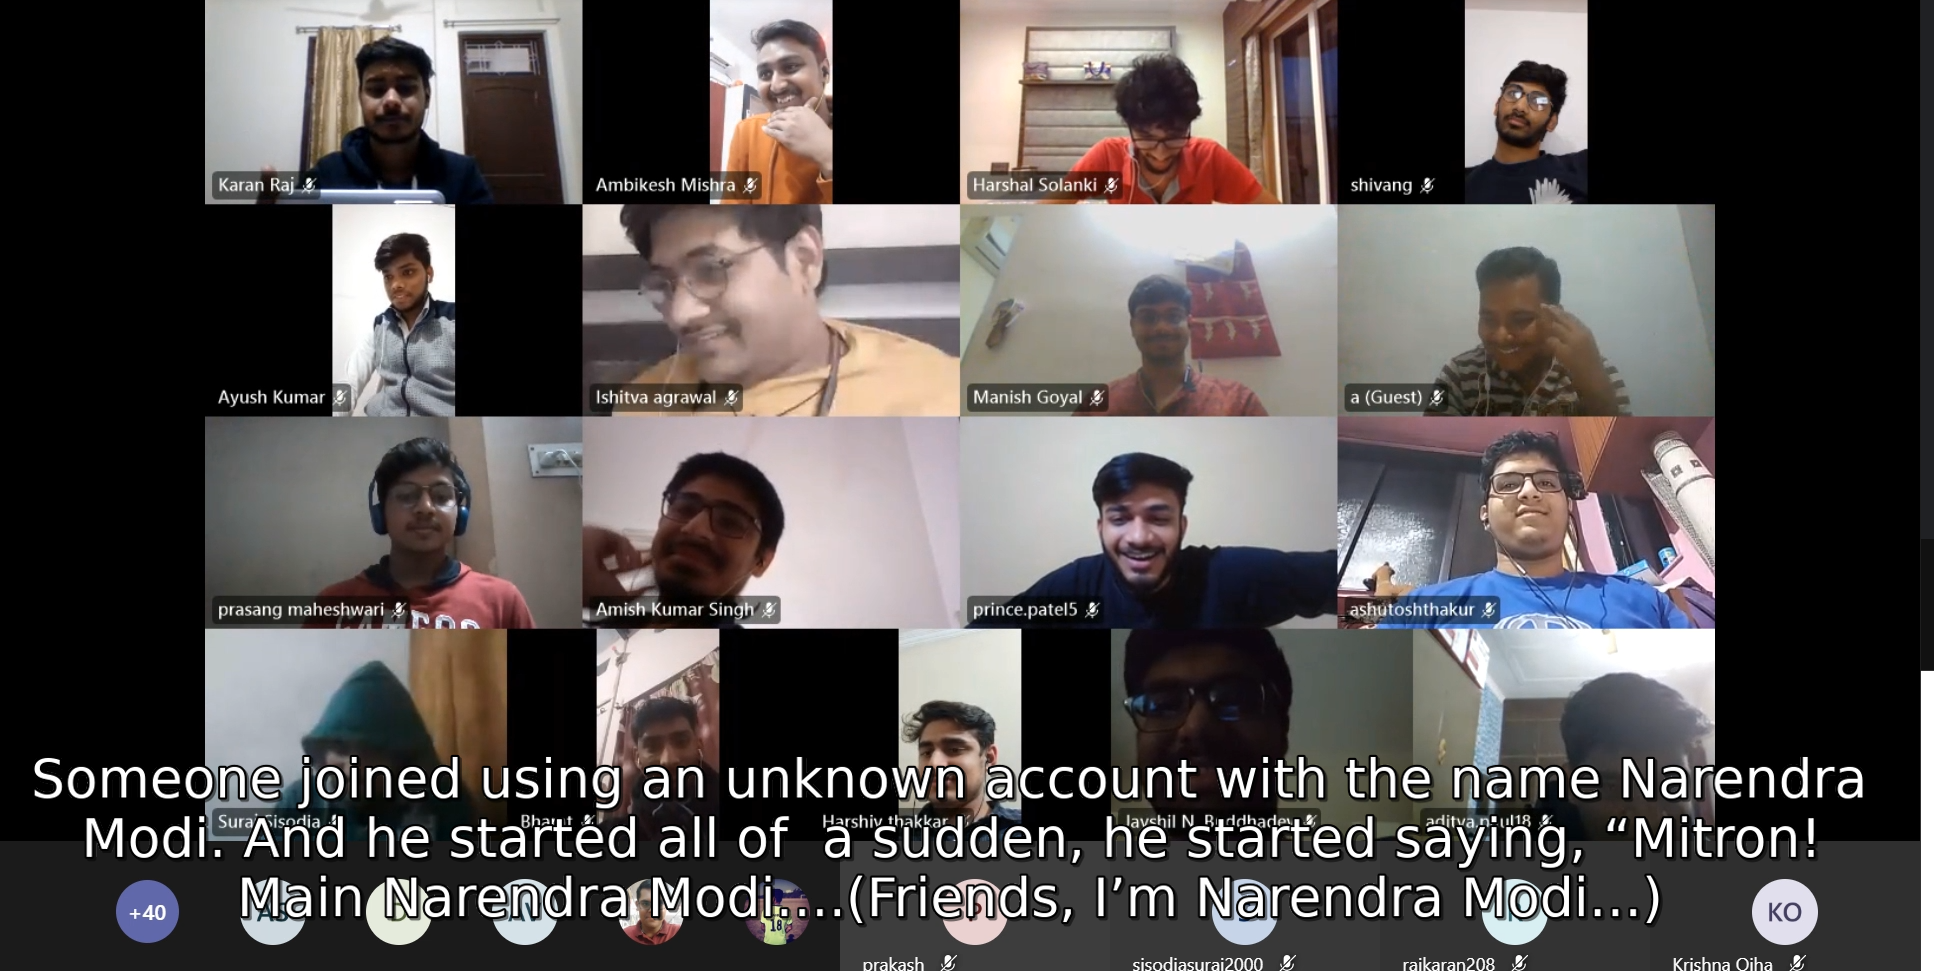 Karan Raj
Ambikesh Mishra
Harshal Solanki
shivang
Ayush Kumar
Ishitva agrawal
Manish Goyal
a (Guest)
prasang maheshwari
Amish Kumar Singh
prince.patel5
ashutoshthakur
Suraj Sisodia
Harshiv thakkar
Jayshil N. Buddhadev
Someone joined using an unknown account with the name Narendra
Modi. And he started all of a sudden, he started saying, “Mitron!
Main Narendra Modi....(Friends, I’m Narendra Modi...)
+40
18
KO
prakash
sisodiasuraj2000
rajkaran208
Krishna Ojha